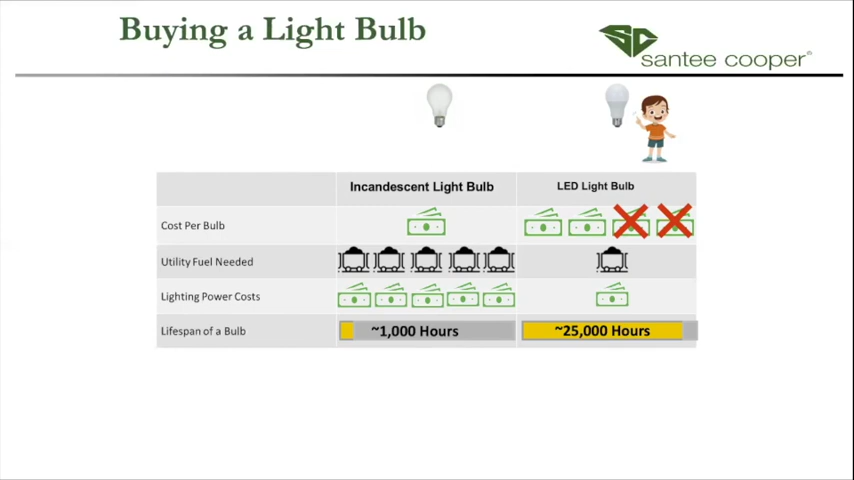 Buying a Light Bulb
SC
santee cooper®
Incandescent Light Bulb
LED Light Bulb
Cost Per Bulb
Utility Fuel Needed
Lighting Power Costs
Lifespan of a Bulb
~1,000 Hours
~25,000 Hours